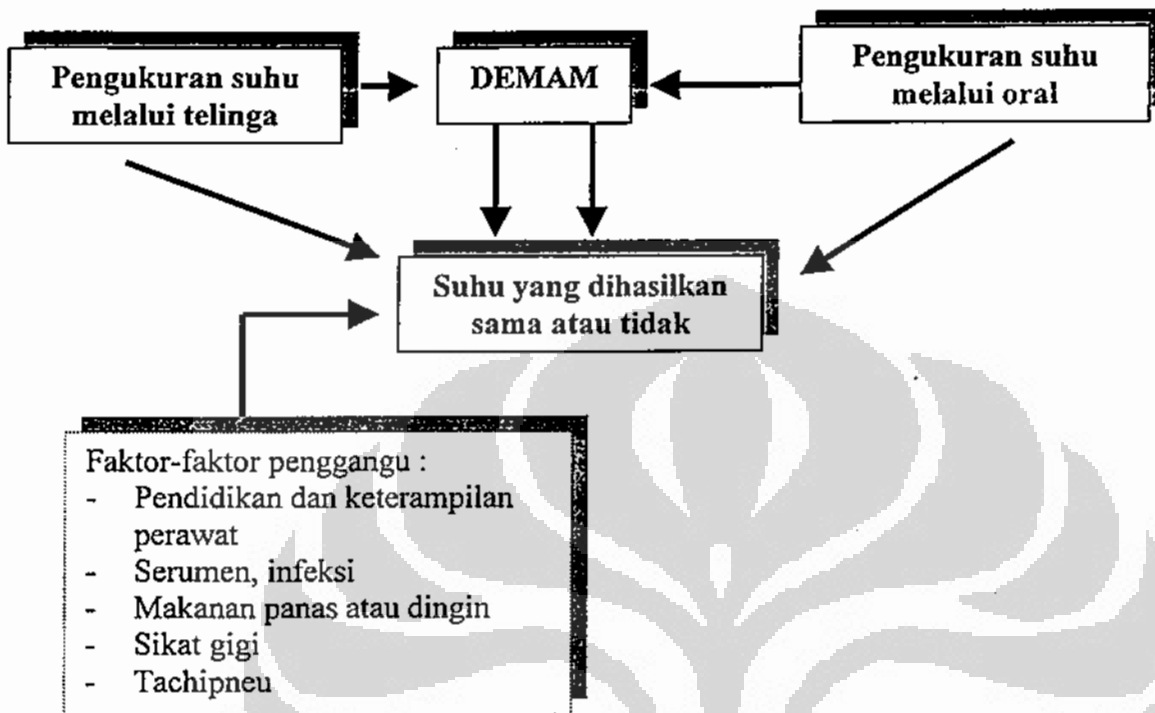 Pengukuran suhu
melalui telinga
DEMAM
Pengukuran suhu
melalui oral
Suhu yang dihasilkan
sama atau tidak
Faktor-faktor penggangu :
- Pendidikan dan keterampilan
perawat
- Serumen, infeksi
- Makanan panas atau dingin
- Sikat gigi
- Tachipneu